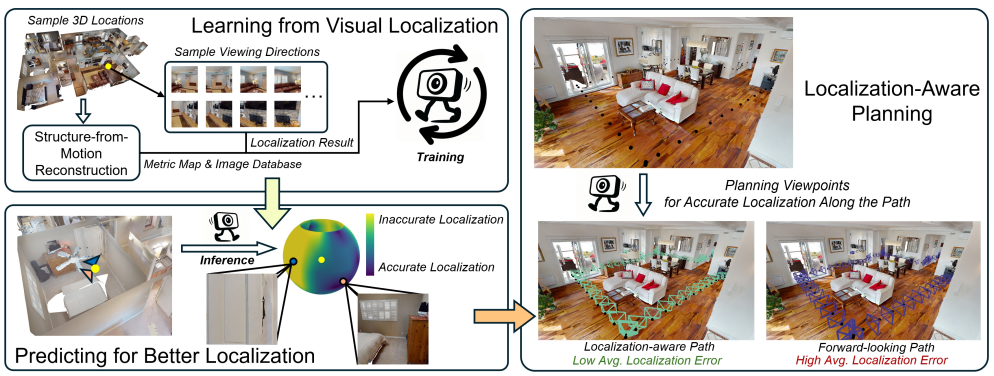 Sample 3D Locations
Learning from Visual Localization
Sample Viewing Directions
...
Structure-from-
Motion
Reconstruction
Localization Result
Metric Map & Image Database
Training
Inference
Inaccurate Localization
Accurate Localization
Predicting for Better Localization
Localization-Aware
Planning
Planning Viewpoints
for Accurate Localization Along the Path
Localization-aware Path
Low Avg. Localization Error
Forward-looking Path
High Avg. Localization Error